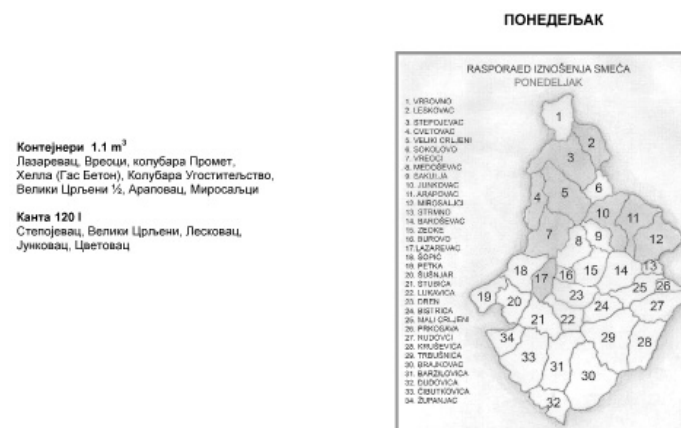 ПОНЕДЕЉАК
Контејнери 1.1 m³
Лазаревац, Вреоци, колубара Промет,
Хелла (Гас Бетон), Колубара Угоститељство,
Велики Црљени ½, Араповац, Миросаљци
Канта 120 l
Степојевац, Велики Црљени, Лесковац,
Јунковац, Цветовац
RASPORAED IZNOŠENJA SMEĆA
PONEDELJAK
1. VRBOVNO
2. LESKOVAC
3. STEPOJEVAC
4. CVETOVAC
5. VELIKI CRLJENI
6. SOKOLOVO
7. VREOCI
8. MEDOŠEVAC
9. SAKULJA
10. JUNKOVAC
11. ARAPOVAC
12. MIROSALJCI
13. STRMNO
14. BAROŠEVAC
15. ZEOKE
16. BUROVO
17. LAZAREVAC
18. ŠOPIĆ
19. PETKA
20. ŠUŠNJAR
21. STUBICA
22. LUKAVICA
23. DREN
24. BISTRICA
25. MALI CRLJENI
26. PRKOSAVA
27. RUDOVCI
28. KRUŠEVICA
29. TRBUŠNICA
30. BRAJKOVAC
31. BARZILOVICA
32. DUDOVICA
33. ČIBUTKOVICA
34. ŽUPANJAC
1
2
3
4
5
6
10
11
7
8
9
12
13
18
17
16
15
14
25
26
19
20
23
24
27
21
22
34
33
29
28
31
30
32